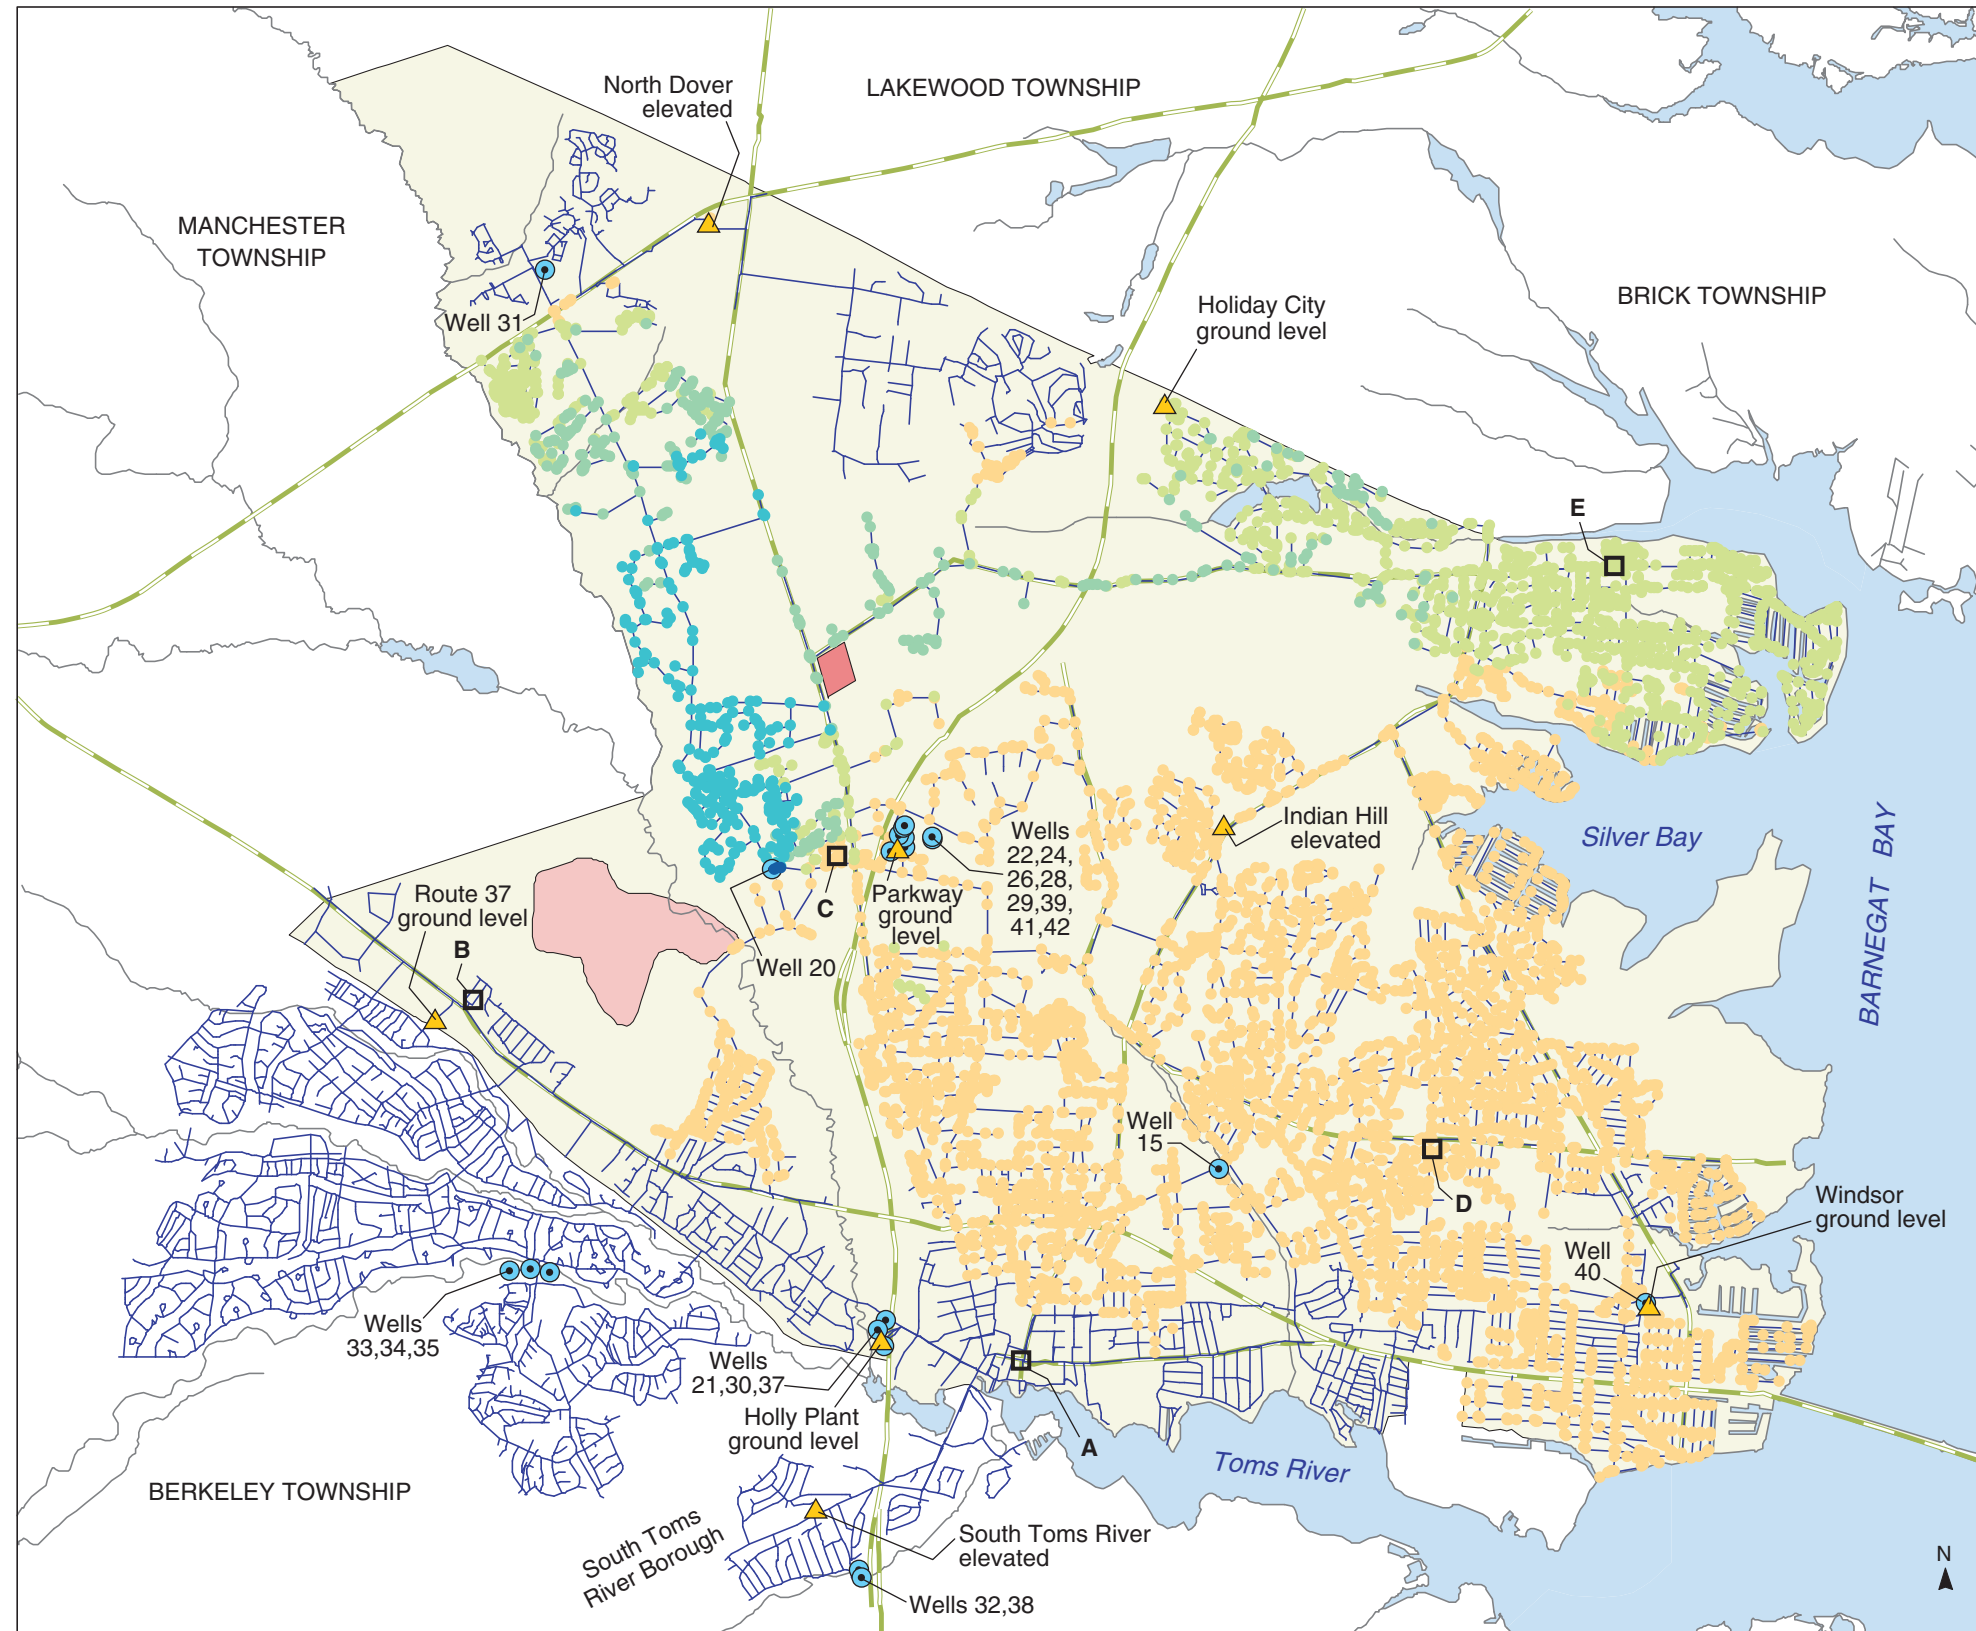 North Dover
elevated
LAKEWOOD TOWNSHIP
MANCHESTER
TOWNSHIP
Well 31
Holiday City
ground level
BRICK TOWNSHIP
E
Indian Hill
elevated
Silver Bay
BARNEGAT BAY
Wells
22,24,
26,28,
29,39,
41,42
Parkway
ground
level
C
Well 20
Route 37
ground level
B
Well
15
D
Windsor
ground level
Well
40
Wells
33,34,35
Wells
21,30,37
Holly Plant
ground level
A
Toms River
BERKELEY TOWNSHIP
South Toms
River Borough
South Toms River
elevated
Wells 32,38
N